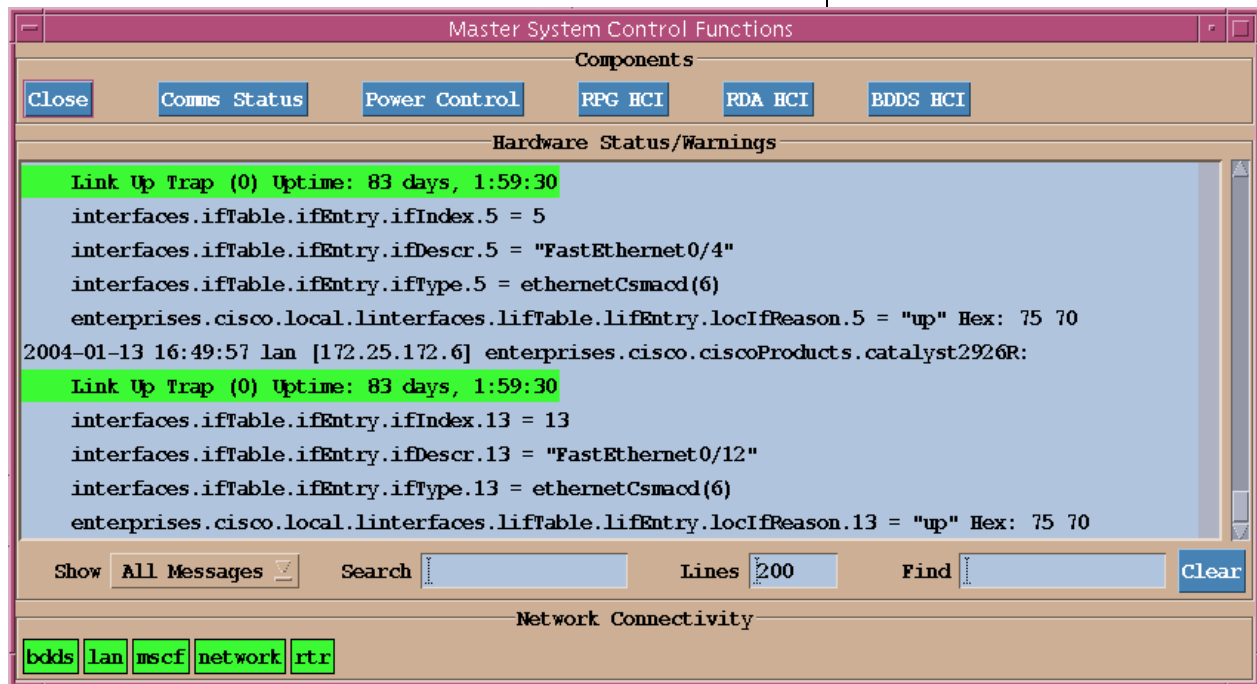 Master System Control Functions
Components
Close Comms Status Power Control RPG HCI RDA HCI BDDS HCI
Hardware Status/Warnings
Link Up Trap (0) Uptime: 83 days, 1:59:30
interfaces.ifTable.ifEntry.ifIndex.5 = 5
interfaces.ifTable.ifEntry.ifDescr.5 = "FastEthernet0/4"
interfaces.ifTable.ifEntry.ifType.5 = ethernetCsmacd(6)
enterprises.cisco.local.linterfaces.lifTable.lifEntry.locIfReason.5 = "up" Hex: 75 70
2004-01-13 16:49:57 lan [172.25.172.6] enterprises.cisco.ciscoProducts.catalyst2926R:
Link Up Trap (0) Uptime: 83 days, 1:59:30
interfaces.ifTable.ifEntry.ifIndex.13 = 13
interfaces.ifTable.ifEntry.ifDescr.13 = "FastEthernet0/12"
interfaces.ifTable.ifEntry.ifType.13 = ethernetCsmacd(6)
enterprises.cisco.local.linterfaces.lifTable.lifEntry.locIfReason.13 = "up" Hex: 75 70
Show All Messages Search Lines 200 Find Clear
Network Connectivity
bdds lan mscf network rtr